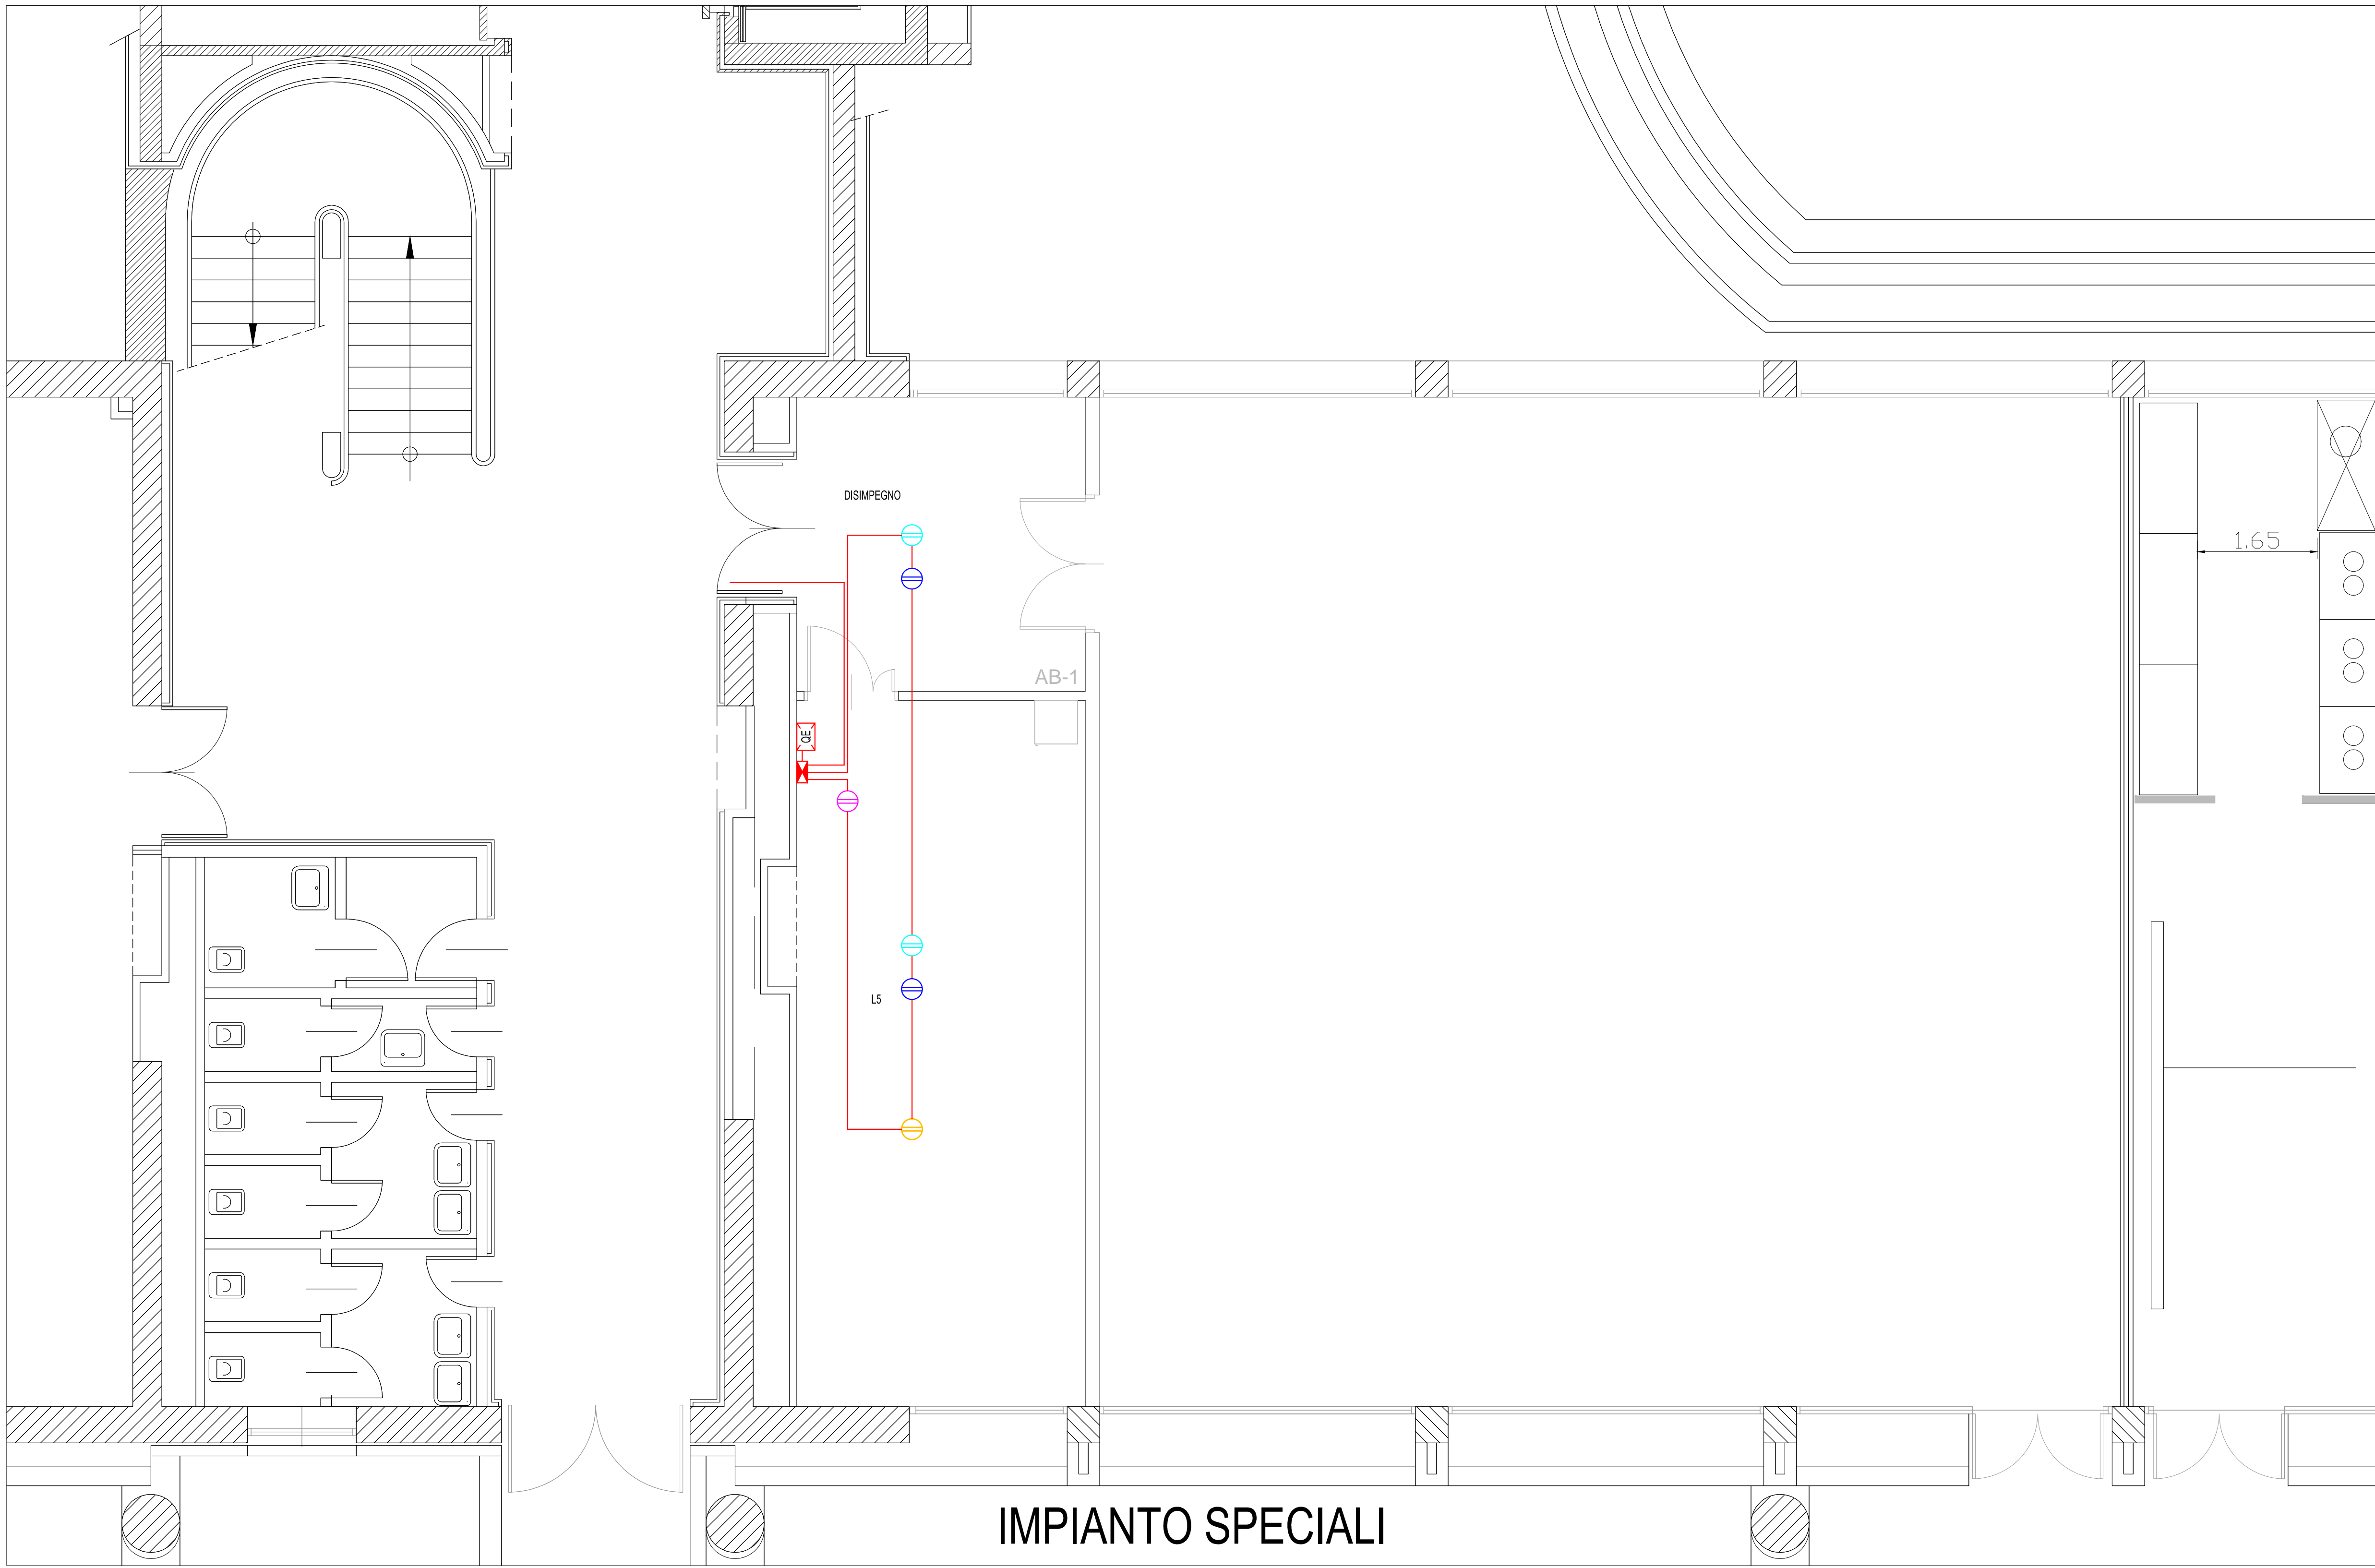 DISIMPEGNO
1.65
AB-1
QE
L5
IMPIANTO SPECIALI